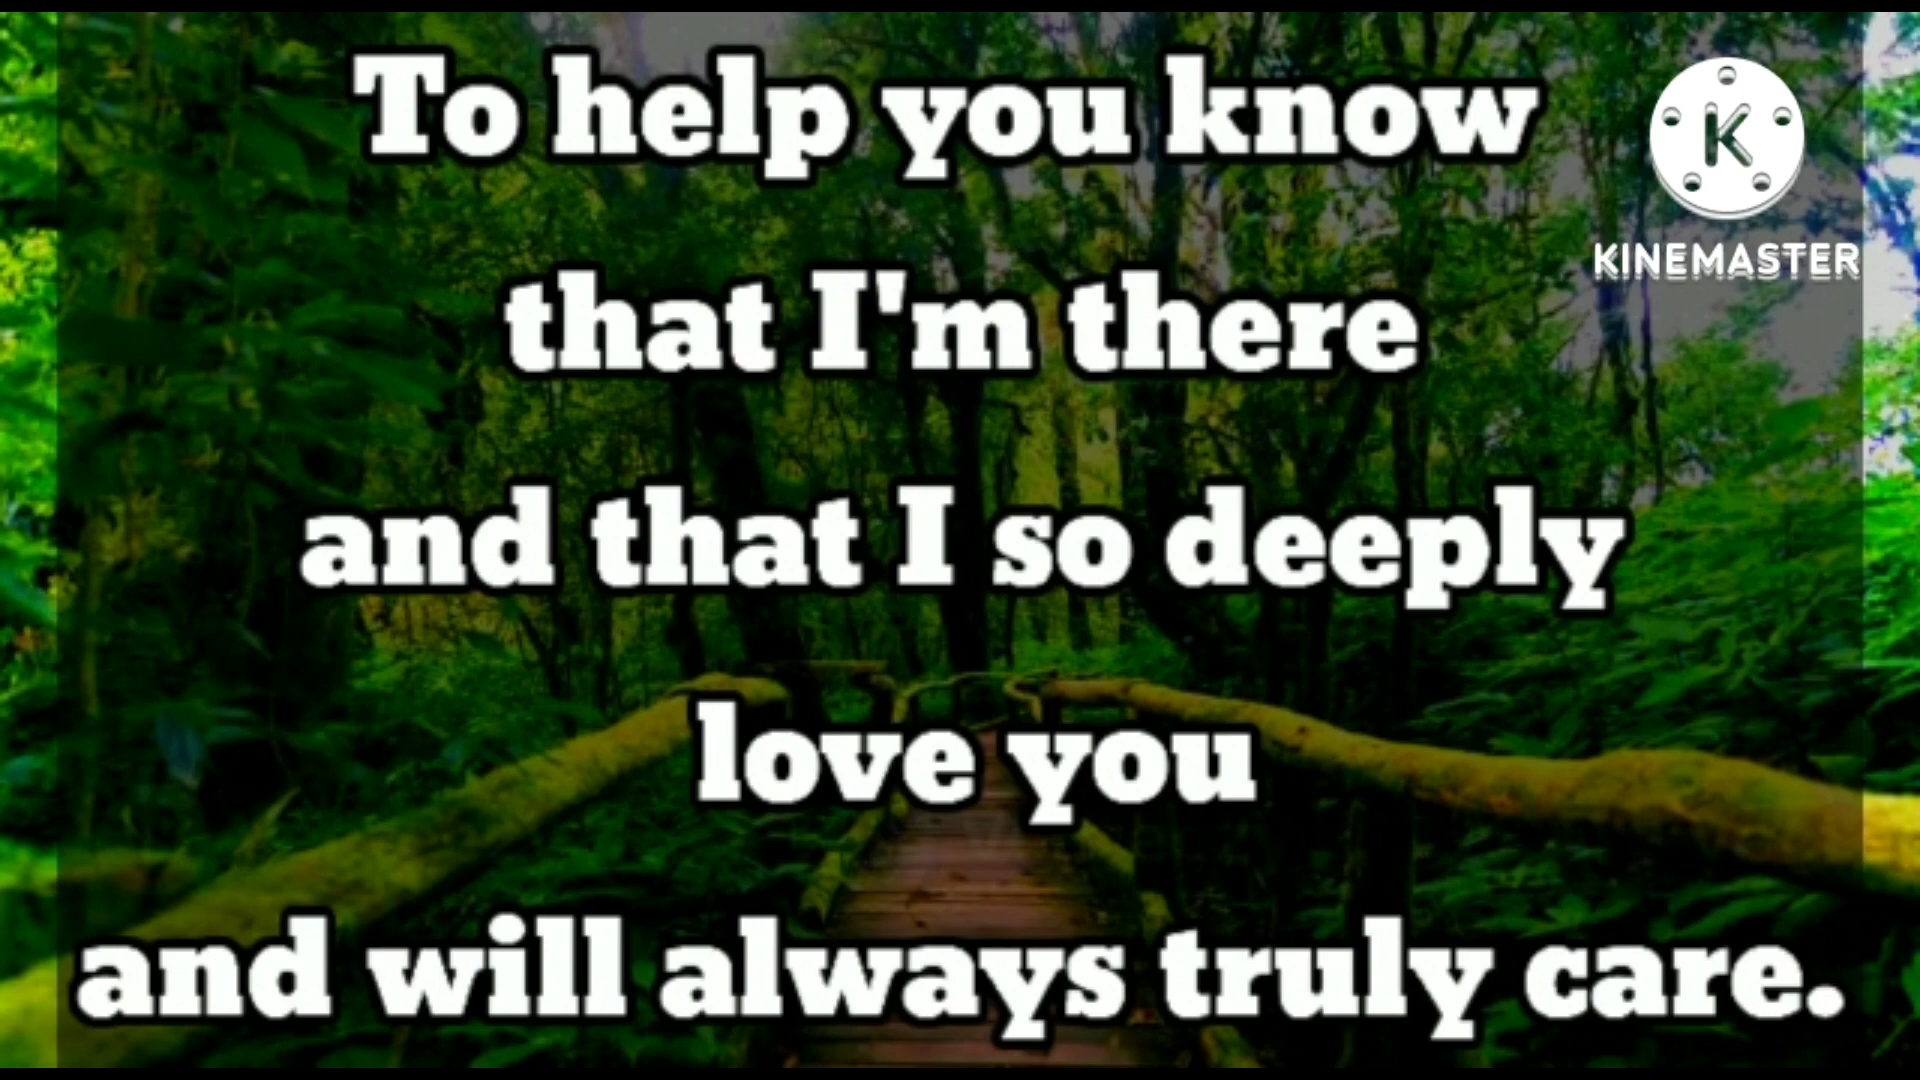 To help you know
K
KINEMASTER
that I'm there
and that I so deeply
love you
and will always truly care.